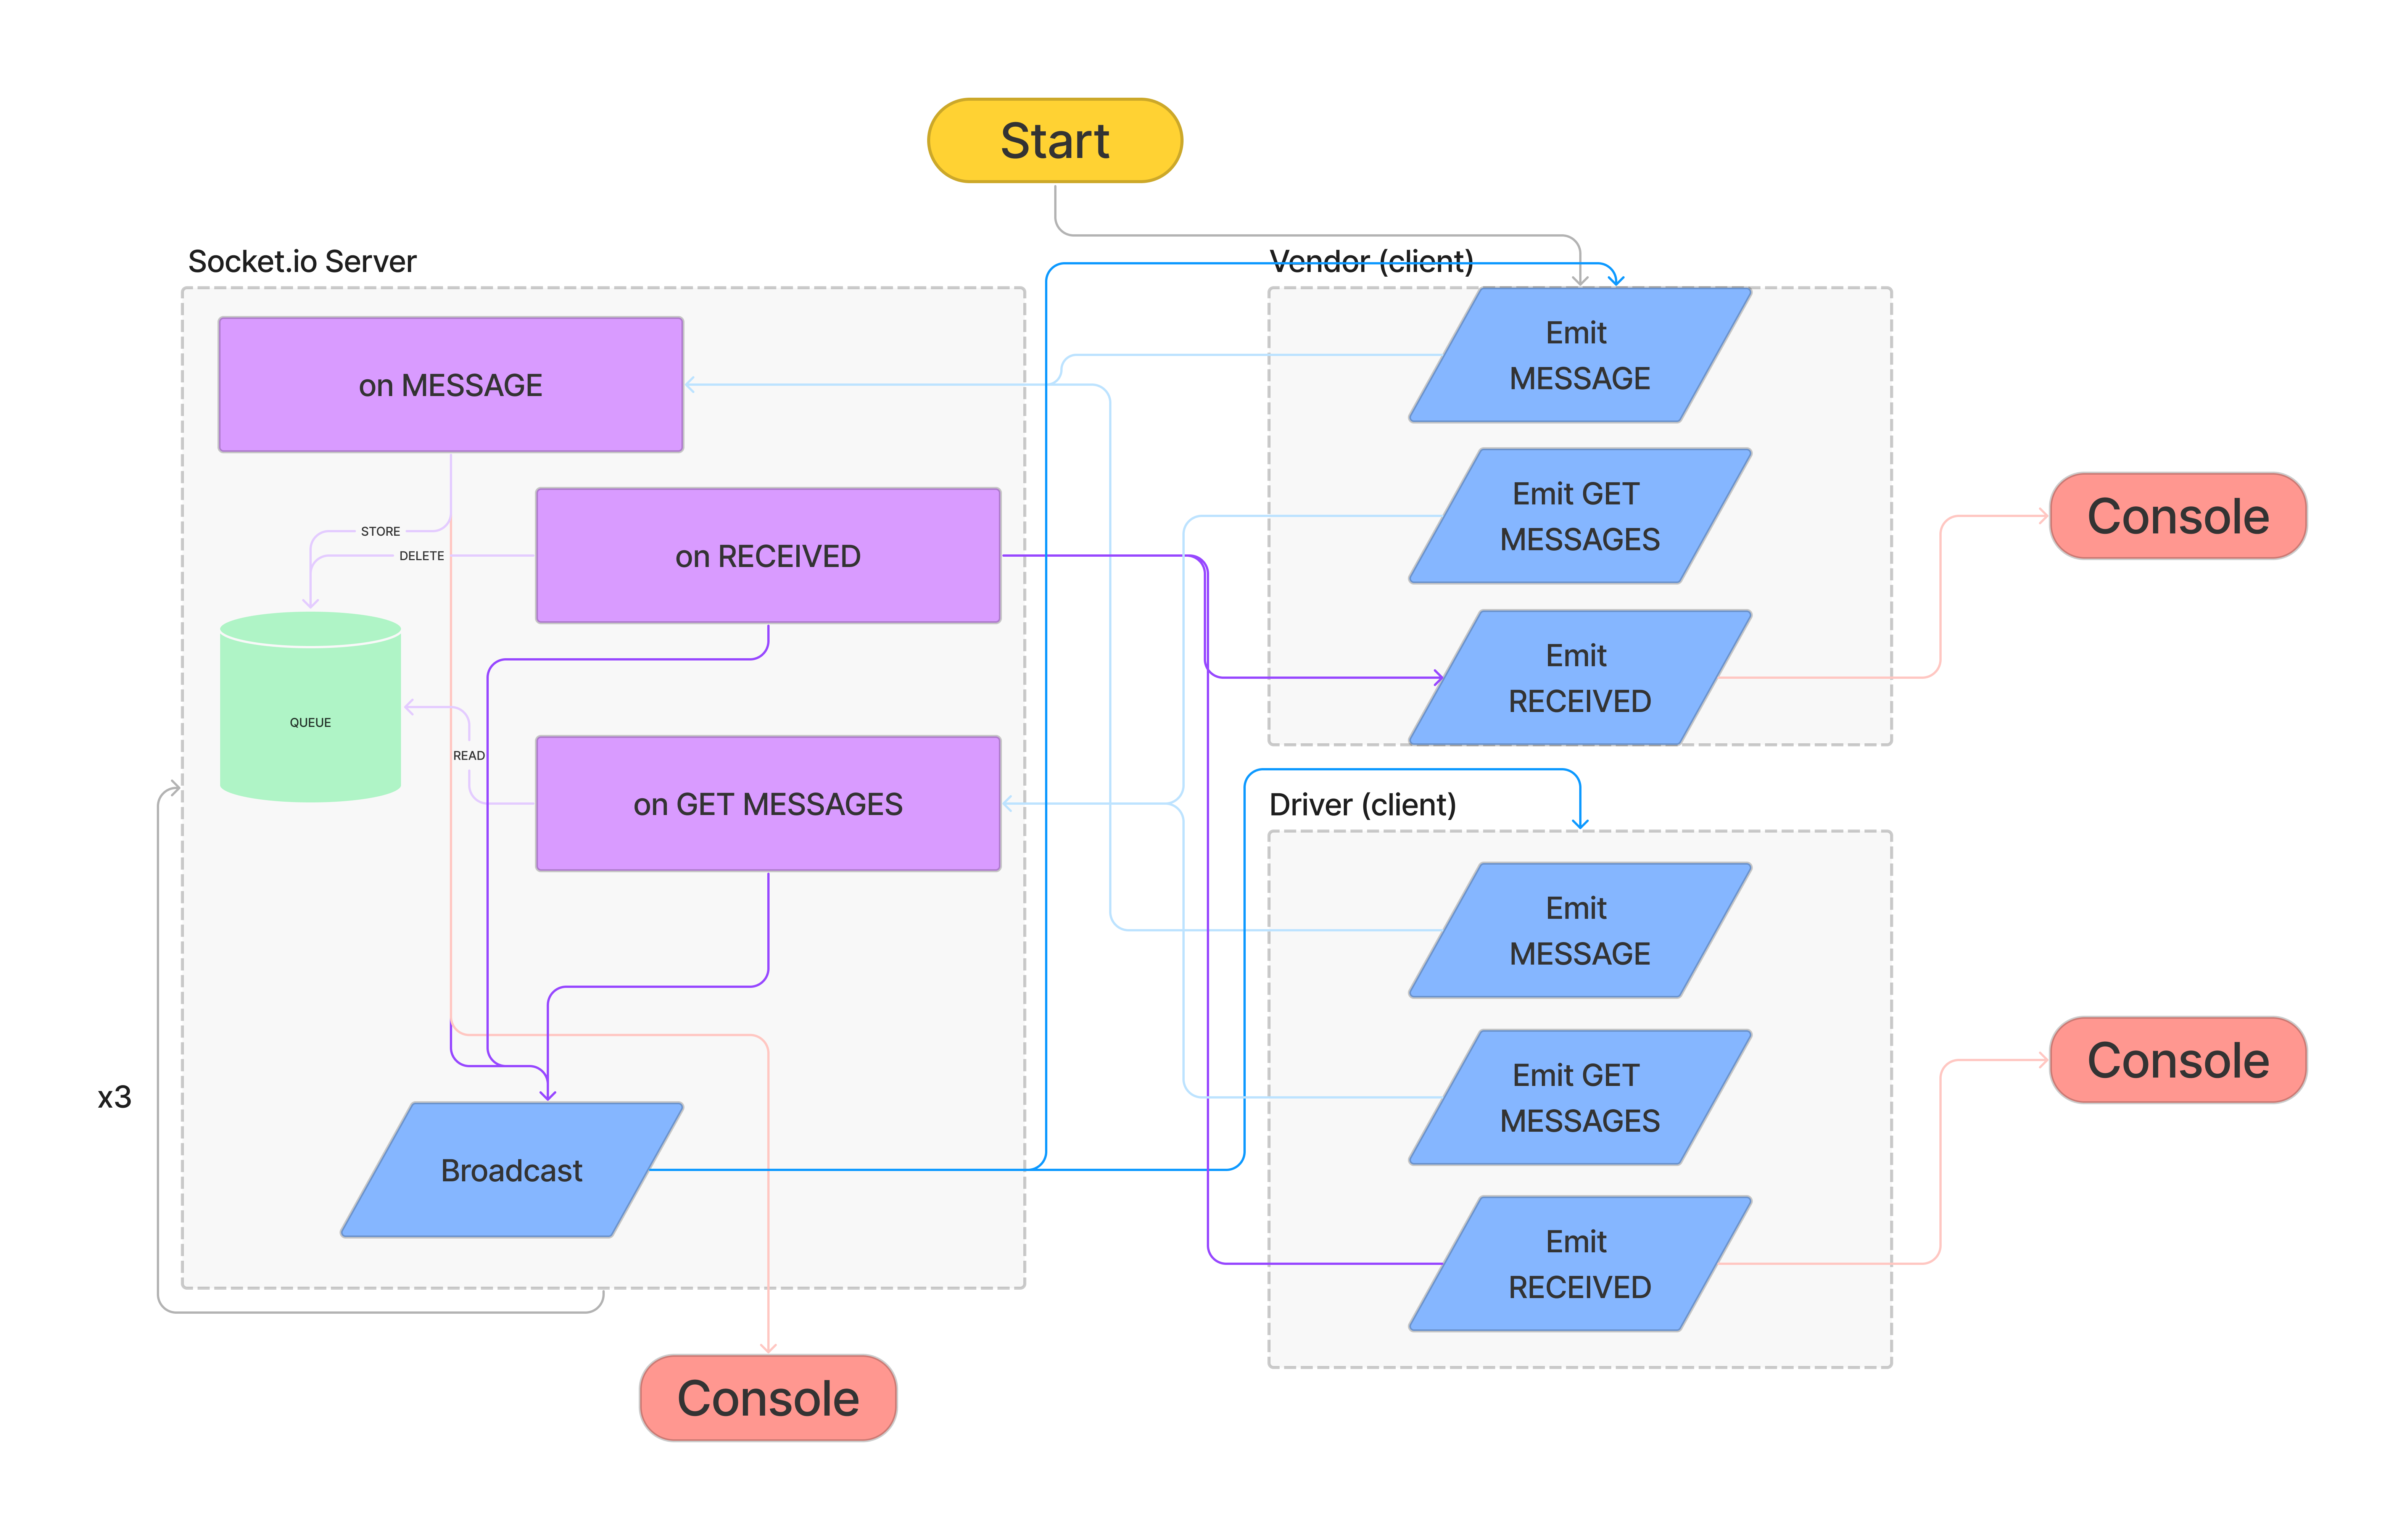 Start
Socket.io Server
Vendor (client)
on MESSAGE
Emit
MESSAGE
Emit GET
MESSAGES
Console
STORE
DELETE
on RECEIVED
Emit
RECEIVED
QUEUE
READ
on GET MESSAGES
Driver (client)
Emit
MESSAGE
Emit GET
MESSAGES
Console
x3
Broadcast
Emit
RECEIVED
Console